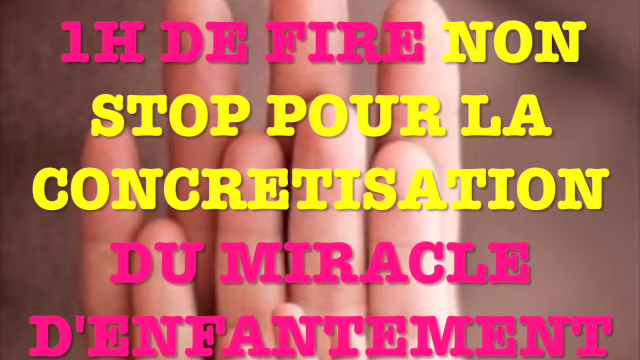 1H DE FIRE NON
STOP POUR LA
CONCRETISATION
DU MIRACLE
D'ENFANTEMENT